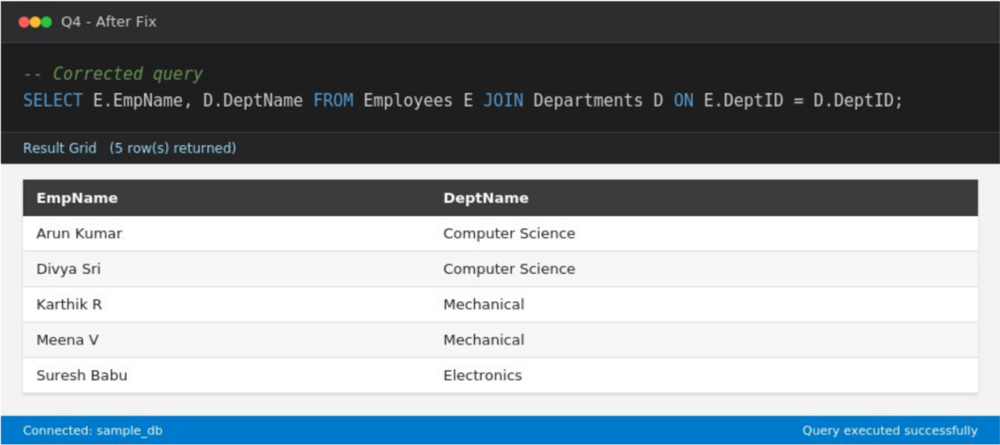 Q4 - After Fix
-- Corrected query
SELECT E.EmpName, D.DeptName FROM Employees E JOIN Departments D ON E.DeptID = D.DeptID;
Result Grid (5 row(s) returned)
EmpName DeptName
Arun Kumar Computer Science
Divya Sri Computer Science
Karthik R Mechanical
Meena V Mechanical
Suresh Babu Electronics
Connected: sample_db Query executed successfully